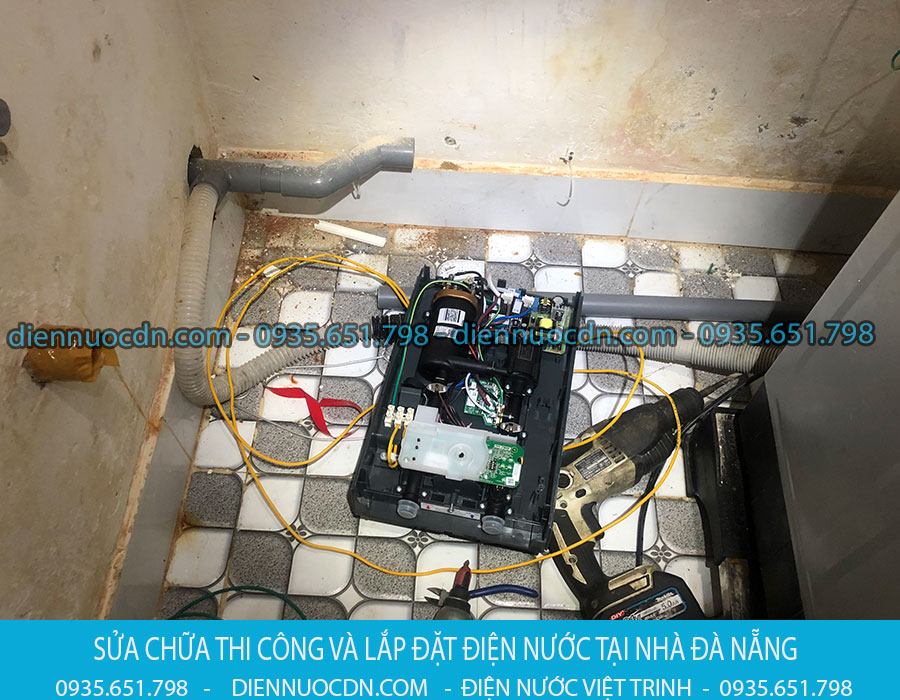 diennuocdn.com - 0935.651.798 - diennuocdn.com - 0935.651.798
SỬA CHỮA THI CÔNG VÀ LẮP ĐẶT ĐIỆN NƯỚC TẠI NHÀ ĐÀ NẴNG
0935.651.798 - DIENNUOCDN.COM - ĐIỆN NƯỚC VIỆT TRINH - 0935.651.798